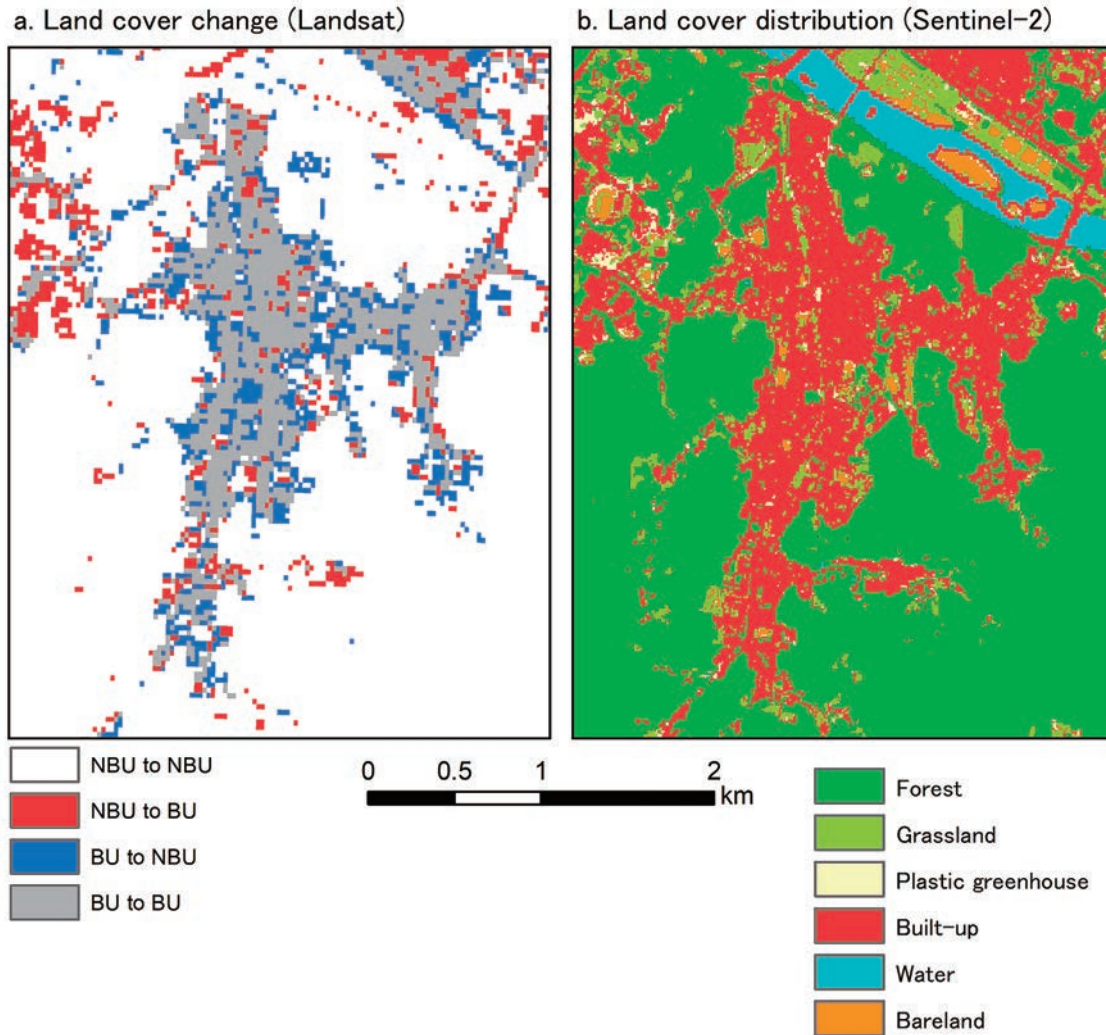 a. Land cover change (Landsat)
b. Land cover distribution (Sentinel-2)
NBU to NBU
NBU to BU
BU to NBU
BU to BU
0 0.5 1 2
km
Forest
Grassland
Plastic greenhouse
Built-up
Water
Bareland